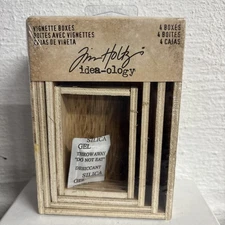 VIGNETTE BOXES
BOÎTES AVEC VIGNETTES
CAJAS DE VIÑETA
4 BOXES
4 BOÎTES
4 CAJAS
Tim Holtz
idea-ology
SILICA
GEL
THROW AWAY
"DO NOT EAT"
DESICCANT
SILICA
GEL